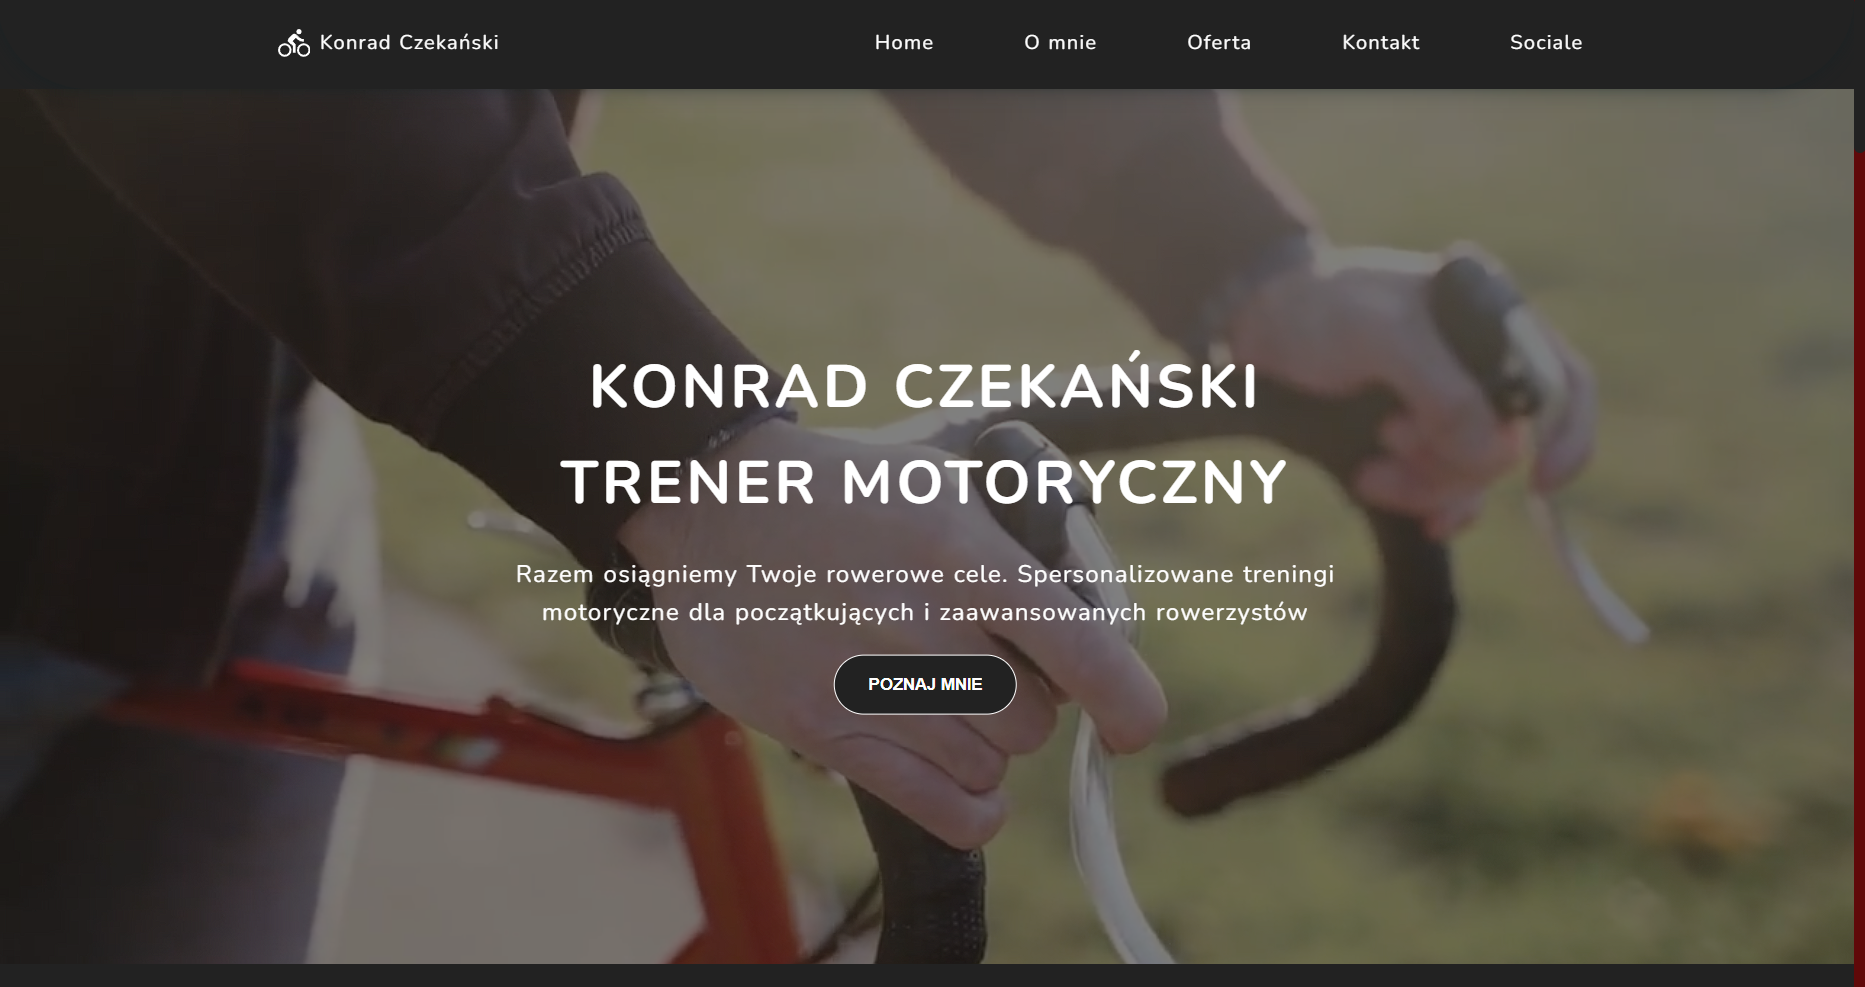 Konrad Czekański
Home
O mnie
Oferta
Kontakt
Sociale
KONRAD CZEKAŃSKI
TRENER MOTORYCZNY
Razem osiągniemy Twoje rowerowe cele. Spersonalizowane treningi
motoryczne dla początkujących i zaawansowanych rowerzystów
POZNAJ MNIE